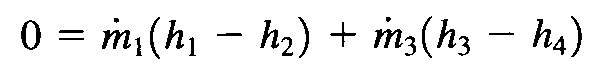 0 = ṁ₁(h₁ − h₂) + ṁ₃(h₃ − h₄)